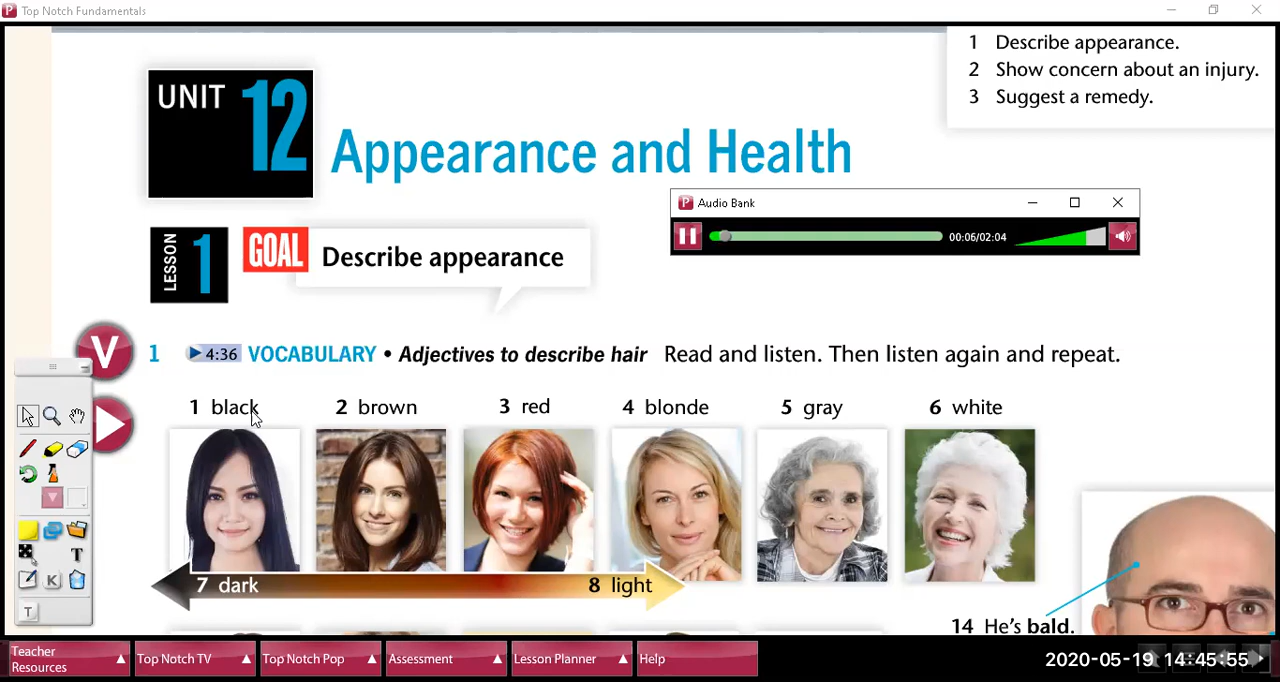 Top Notch Fundamentals
1 Describe appearance.
2 Show concern about an injury.
3 Suggest a remedy.
UNIT 12
Appearance and Health
Audio Bank
00:06/02:04
LESSON 1 GOAL Describe appearance
V 1 4:36 VOCABULARY • Adjectives to describe hair Read and listen. Then listen again and repeat.
1 black 2 brown 3 red 4 blonde 5 gray 6 white
7 dark 8 light
14 He's bald.
T
K
T
Teacher Resources Top Notch TV Top Notch Pop Assessment Lesson Planner Help
2020-05-19 14:45:55